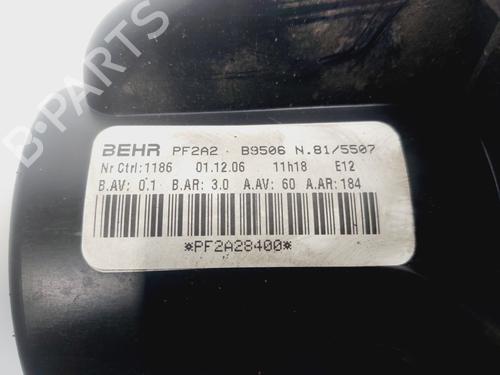 B-PARTS
BEHR PF2A2 - B9506 N.81/5507
Nr Ctrl:1186 01.12.06 11h18 E12
B.AV: 0.1 B.AR: 3.0 A.AV: 60 A.AR: 184
*PF2A28400*